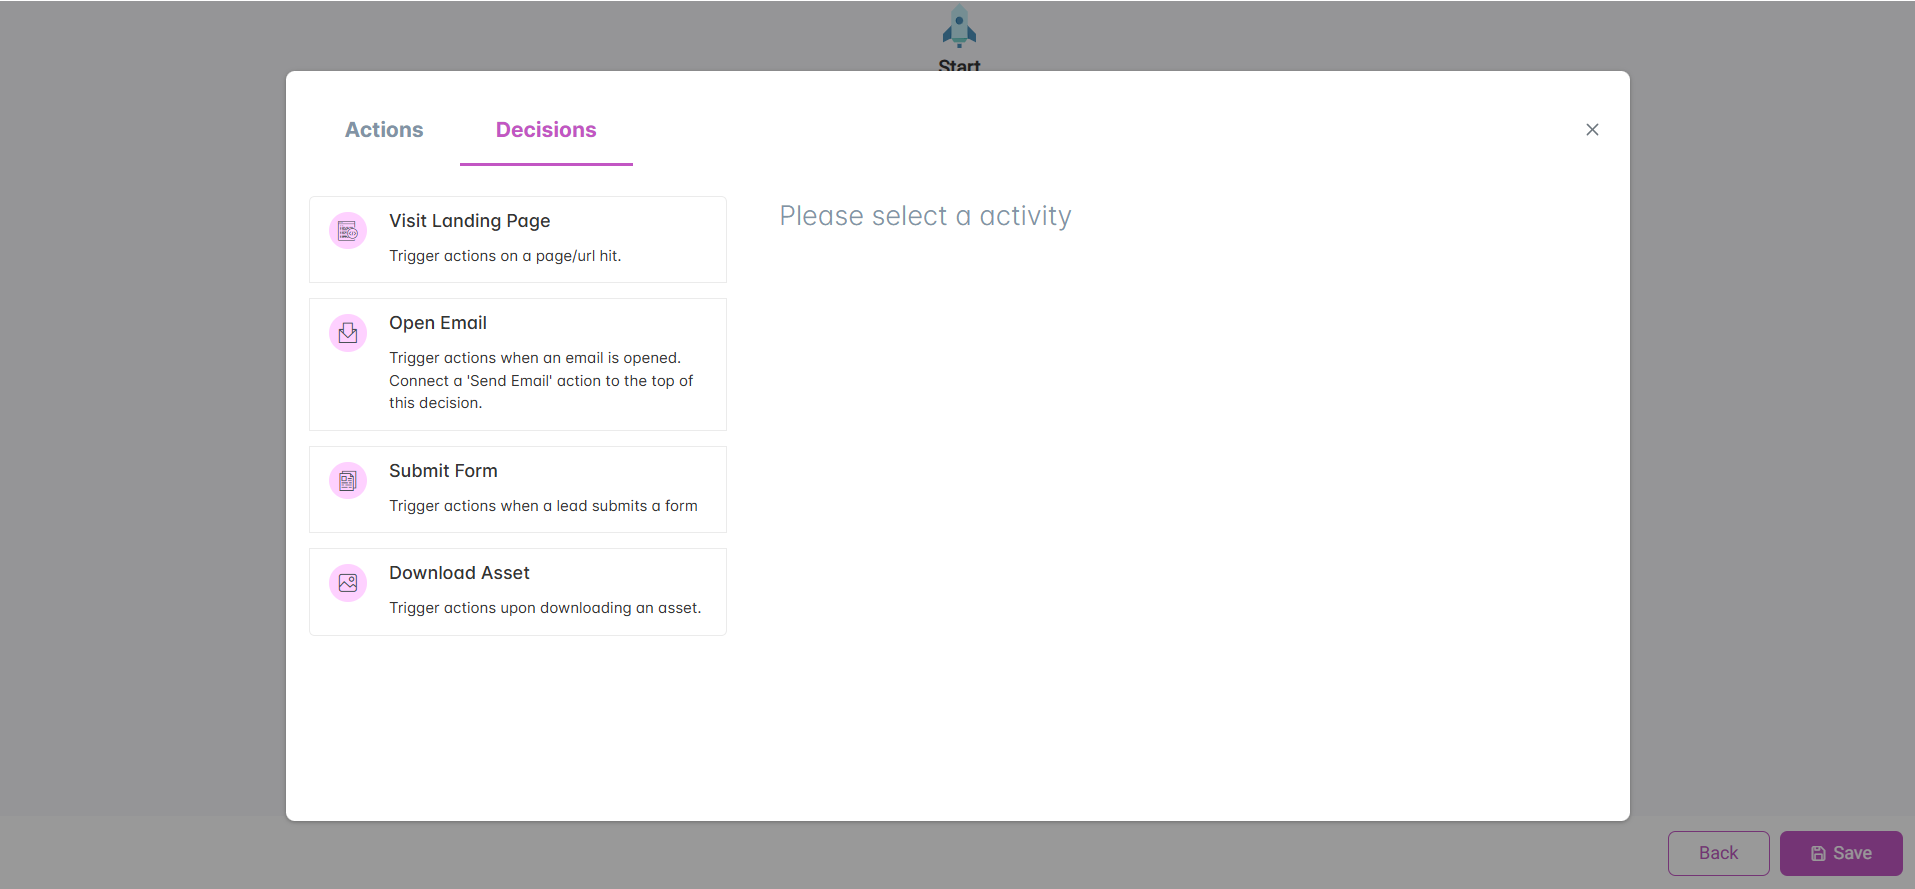 Start
Actions
Decisions
Visit Landing Page
Trigger actions on a page/url hit.
Open Email
Trigger actions when an email is opened.
Connect a 'Send Email' action to the top of
this decision.
Submit Form
Trigger actions when a lead submits a form
Download Asset
Trigger actions upon downloading an asset.
Please select a activity
Back
Save